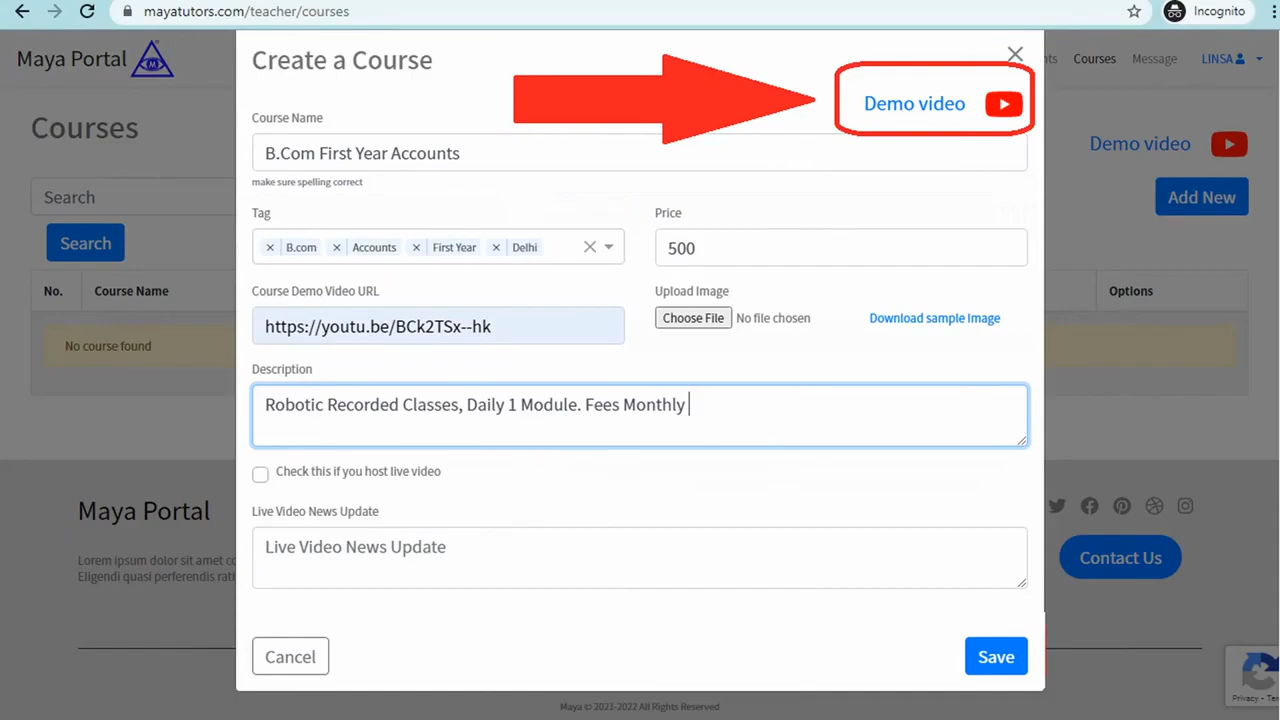 mayatutors.com/teacher/courses
Incognito
Maya Portal
Courses
Message
LINSA
Create a Course
Demo video
Courses
Demo video
Course Name
B.Com First Year Accounts
make sure spelling correct
Search
Add New
Tag
Price
B.com
Accounts
First Year
Delhi
500
Search
Course Demo Video URL
Upload Image
No.
Course Name
Options
https://youtu.be/BCk2TSx--hk
Choose File No file chosen
Download sample Image
No course found
Description
Robotic Recorded Classes, Daily 1 Module. Fees Monthly
Check this if you host live video
Maya Portal
Live Video News Update
Live Video News Update
Lorem ipsum dolor sit amet
Eligendi quasi perferendis
Contact Us
Cancel
Save
Maya © 2021-2022 All Rights Reserved